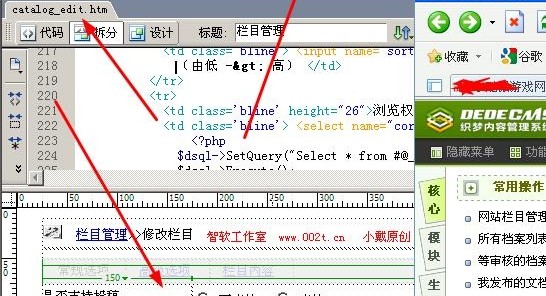 catalog_edit.htm
代码 拆分 设计 标题: 栏目管理
217 <td class='bline'> <input name="sor
218 （由低 -&gt; 高） </td>
219 </tr>
220 <tr>
221 <td class='bline' height="26">浏览权
222 <td class='bline'> <select name="cor
223 <?php
224 $dsql->SetQuery("Select * from #@_
栏目管理>>修改栏目 智软工作室 www.002t.cn 小戴原创
常规选项 选项 栏目内容
150
是否支持投稿
收藏夹 谷歌
游戏网
DEDECMS
织梦内容管理系统
隐藏菜单 功能
核心
模块
生
常用操作
网站栏目管理
所有档案列表
等审核的档案
我发布的文档